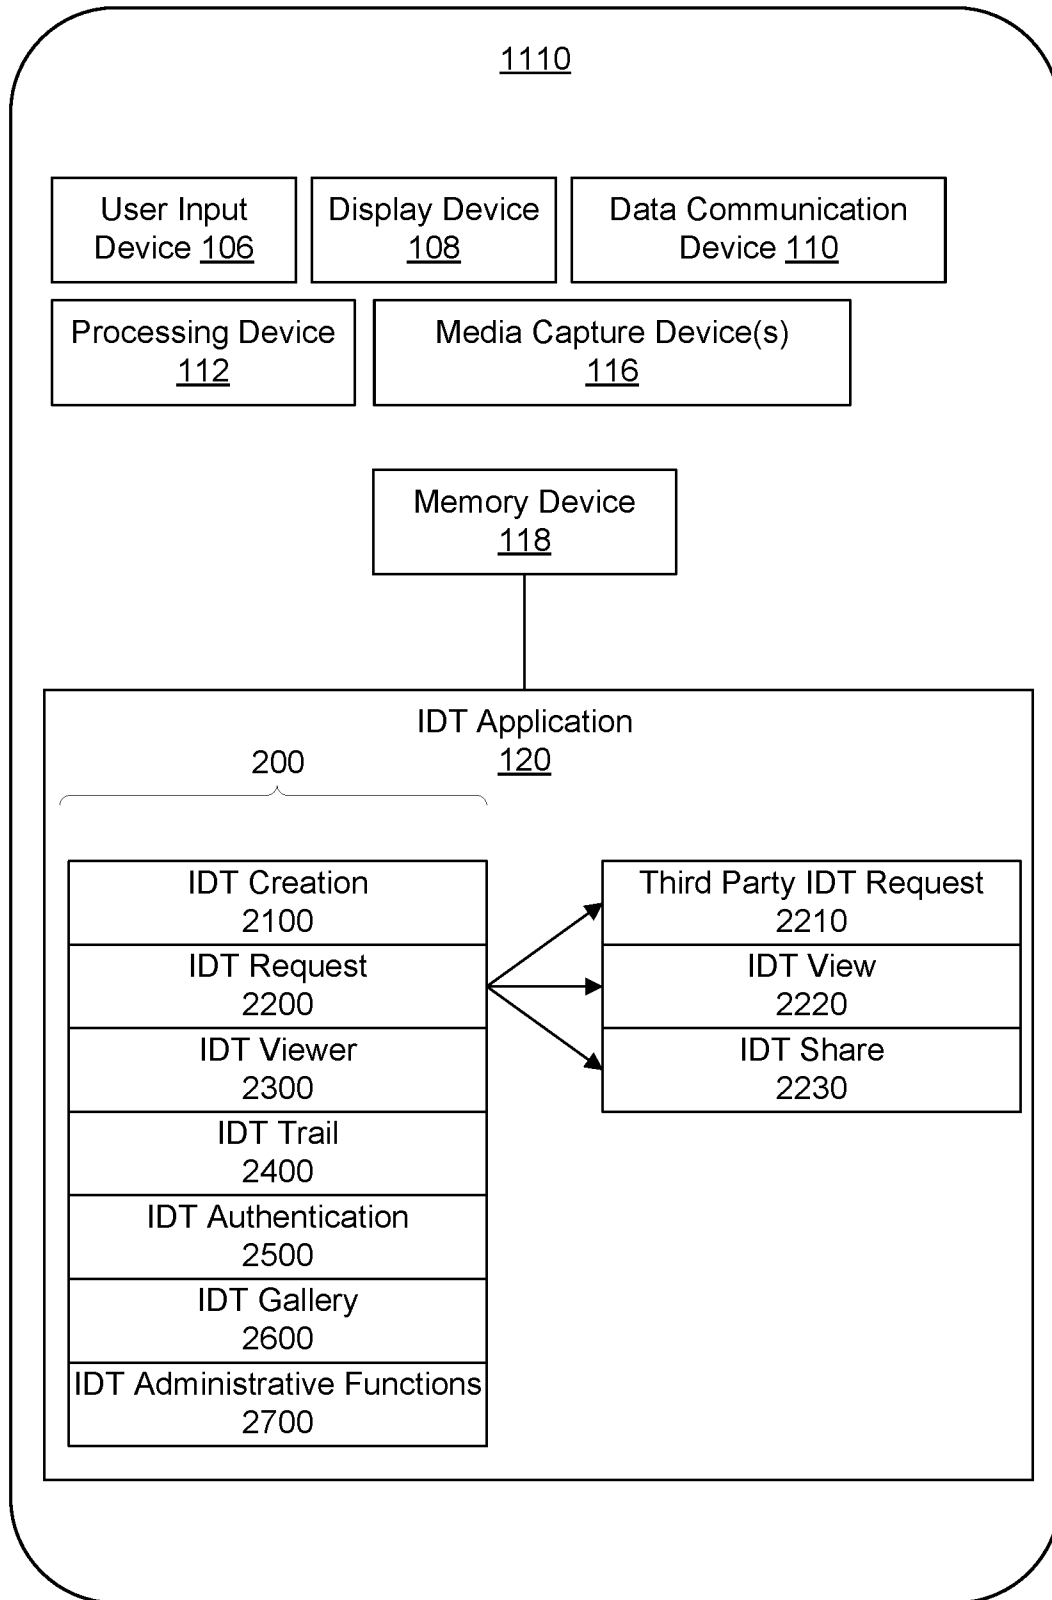 1110
User Input
Device 106
Display Device
108
Data Communication
Device 110
Processing Device
112
Media Capture Device(s)
116
Memory Device
118
IDT Application
120
200
IDT Creation
2100
IDT Request
2200
IDT Viewer
2300
IDT Trail
2400
IDT Authentication
2500
IDT Gallery
2600
IDT Administrative Functions
2700
Third Party IDT Request
2210
IDT View
2220
IDT Share
2230